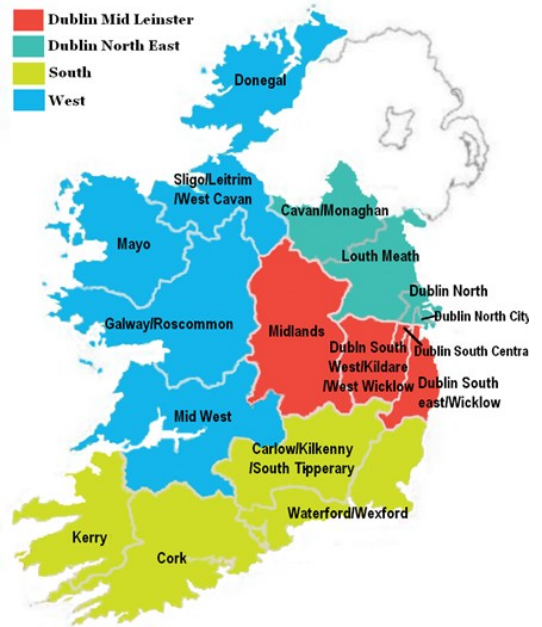 Dublin Mid Leinster
Dublin North East
South
West
Donegal
Sligo/Leitrim
/West Cavan
Cavan/Monaghan
Mayo
Louth Meath
Dublin North
Dublin North City
Galway/Roscommon
Midlands
Dubln South
West/Kildare
/West Wicklow
Dublin South Centra
Dublin South
east/Wicklow
Mid West
Carlow/Kilkenny
/South Tipperary
Waterford/Wexford
Kerry
Cork